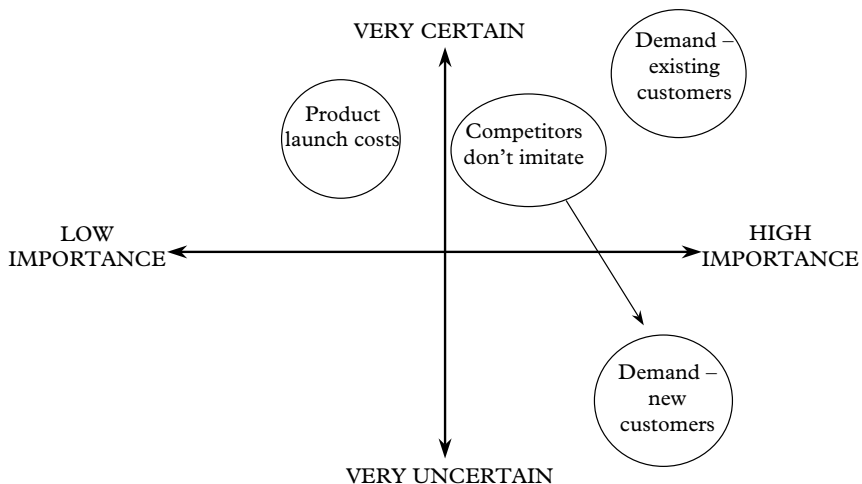 VERY CERTAIN
Demand –
existing
customers
Product
launch costs
Competitors
don't imitate
LOW
IMPORTANCE
HIGH
IMPORTANCE
Demand –
new
customers
VERY UNCERTAIN